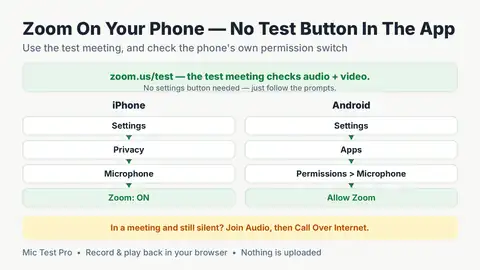 Zoom On Your Phone — No Test Button In The App
Use the test meeting, and check the phone's own permission switch
zoom.us/test — the test meeting checks audio + video.
No settings button needed — just follow the prompts.
iPhone
Settings
Privacy
Microphone
Zoom: ON
Android
Settings
Apps
Permissions > Microphone
Allow Zoom
In a meeting and still silent? Join Audio, then Call Over Internet.
Mic Test Pro • Record & play back in your browser • Nothing is uploaded